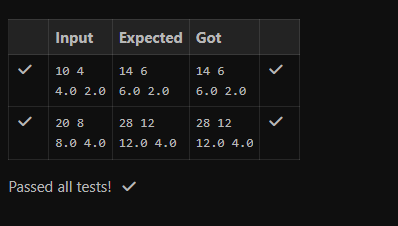 Input Expected Got
10 4 14 6 14 6
4.0 2.0 6.0 2.0 6.0 2.0
20 8 28 12 28 12
8.0 4.0 12.0 4.0 12.0 4.0
Passed all tests!